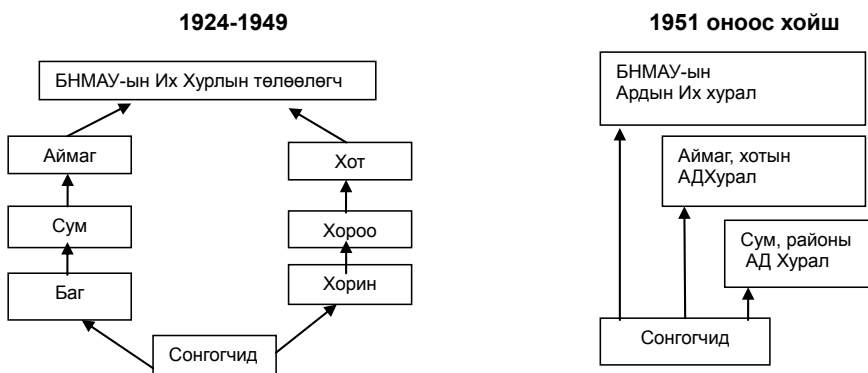 1924-1949
БНМАУ-ын Их Хурлын төлөөлөгч
Аймаг
Сум
Баг
Хот
Хороо
Хорин
Сонгогчид
1951 оноос хойш
БНМАУ-ын
Ардын Их хурал
Аймаг, хотын
АДХурал
Сум, районы
АД Хурал
Сонгогчид